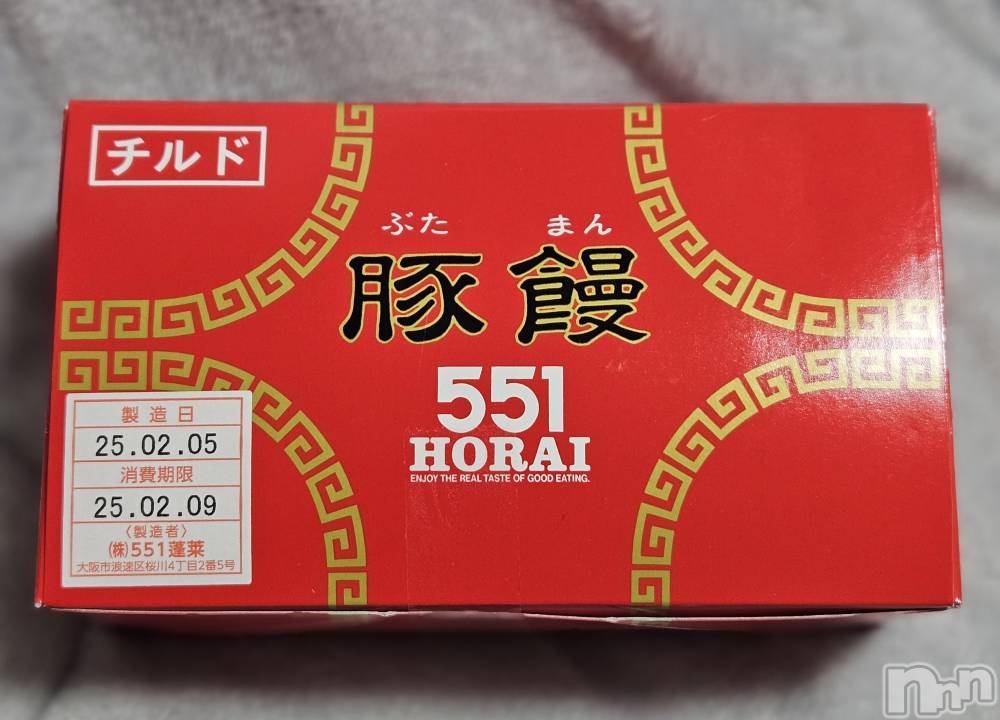 チルド
ぶた まん
豚饅
551
HORAI
ENJOY THE REAL TASTE OF GOOD EATING.
製造日
25.02.05
消費期限
25.02.09
〈製造者〉
(株)551蓬莱
大阪市浪速区桜川4丁目2番5号
nnn